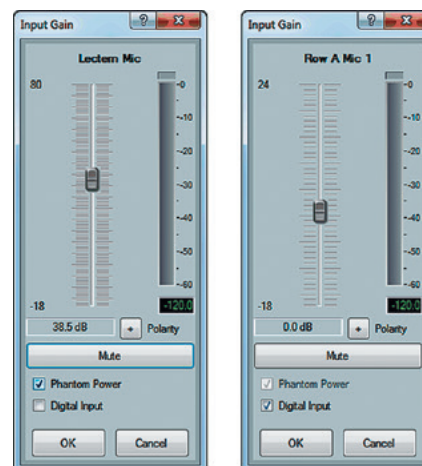 Input Gain
?
X
Lectern Mic
80
-0
-10
-20
-30
-40
-50
-60
-18
-120.0
38.5 dB
+
Polarity
Mute
Phantom Power
Digital Input
OK
Cancel
Input Gain
?
X
Row A Mic 1
24
-0
-10
-20
-30
-40
-50
-60
-18
-120.0
0.0 dB
+
Polarity
Mute
Phantom Power
Digital Input
OK
Cancel